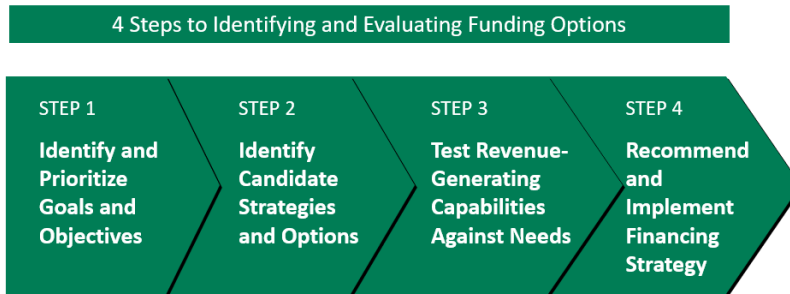 4 Steps to Identifying and Evaluating Funding Options
STEP 1
Identify and
Prioritize
Goals and
Objectives
STEP 2
Identify
Candidate
Strategies
and Options
STEP 3
Test Revenue-
Generating
Capabilities
Against Needs
STEP 4
Recommend
and
Implement
Financing
Strategy